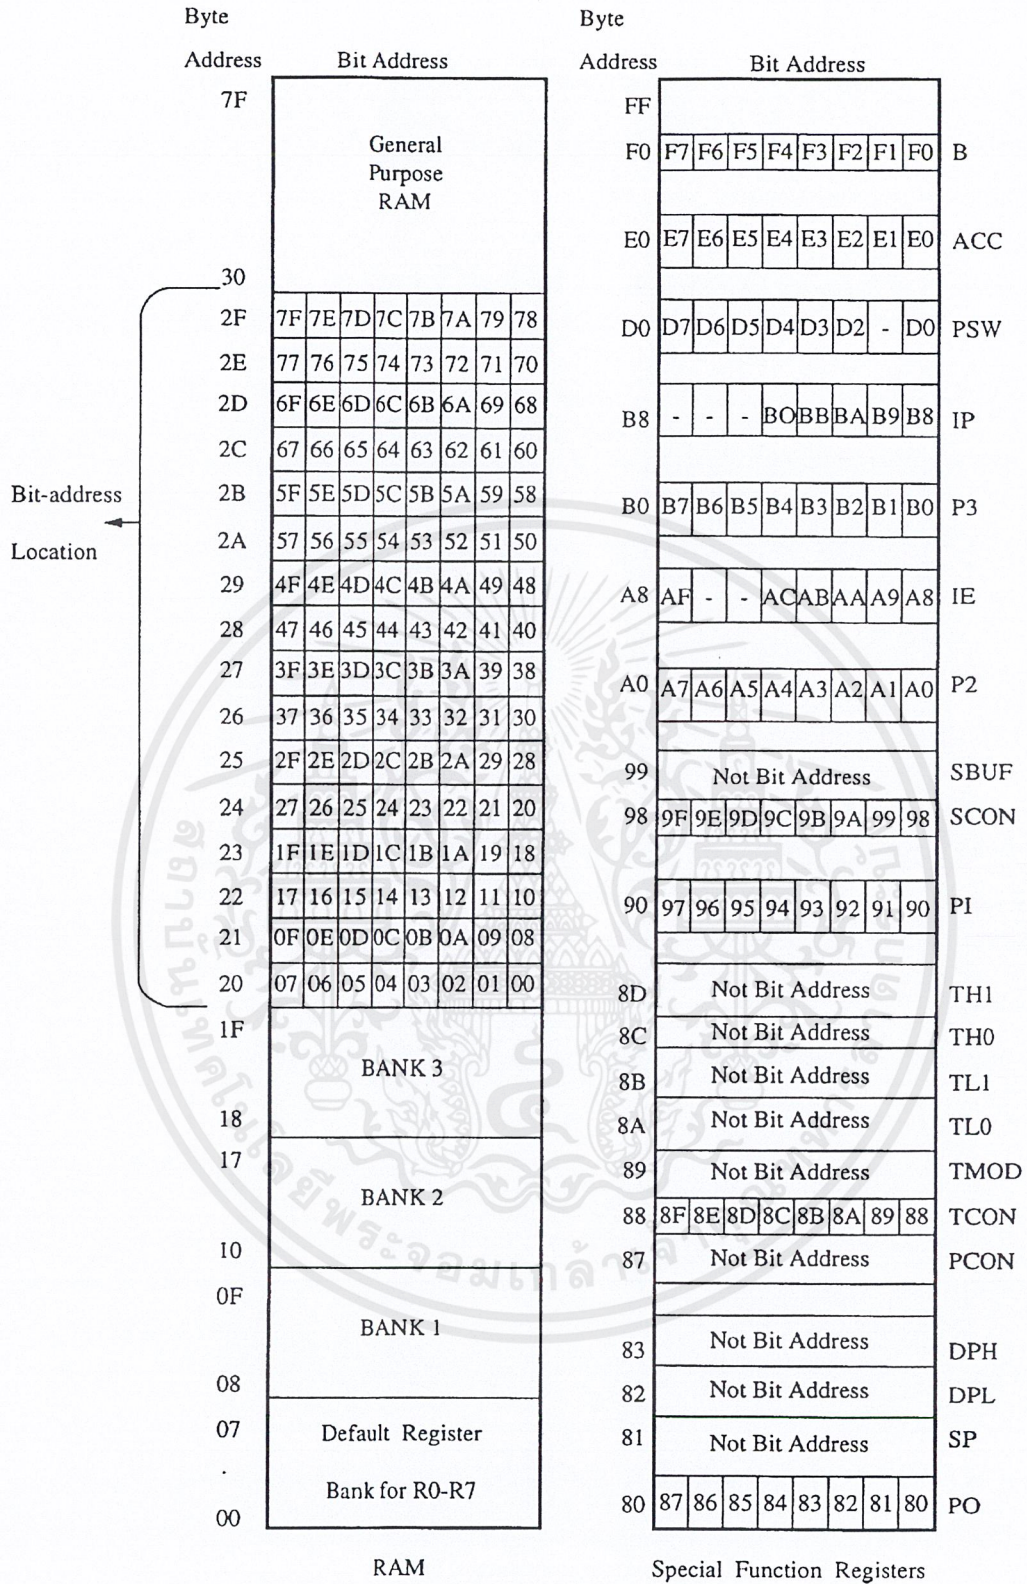 Byte
Address Bit Address
7F
General
Purpose
RAM
30
2F 7F 7E 7D 7C 7B 7A 79 78
2E 77 76 75 74 73 72 71 70
2D 6F 6E 6D 6C 6B 6A 69 68
2C 67 66 65 64 63 62 61 60
2B 5F 5E 5D 5C 5B 5A 59 58
2A 57 56 55 54 53 52 51 50
29 4F 4E 4D 4C 4B 4A 49 48
28 47 46 45 44 43 42 41 40
27 3F 3E 3D 3C 3B 3A 39 38
26 37 36 35 34 33 32 31 30
25 2F 2E 2D 2C 2B 2A 29 28
24 27 26 25 24 23 22 21 20
23 1F 1E 1D 1C 1B 1A 19 18
22 17 16 15 14 13 12 11 10
21 0F 0E 0D 0C 0B 0A 09 08
20 07 06 05 04 03 02 01 00
Bit-address
Location
1F
BANK 3
18
17
BANK 2
10
0F
BANK 1
08
07 Default Register
.
Bank for R0-R7
00
RAM
Byte
Address Bit Address
FF
F0 F7 F6 F5 F4 F3 F2 F1 F0 B
E0 E7 E6 E5 E4 E3 E2 E1 E0 ACC
D0 D7 D6 D5 D4 D3 D2 - D0 PSW
B8 - - - BO BB BA B9 B8 IP
B0 B7 B6 B5 B4 B3 B2 B1 B0 P3
A8 AF - - AC AB AA A9 A8 IE
A0 A7 A6 A5 A4 A3 A2 A1 A0 P2
99 Not Bit Address SBUF
98 9F 9E 9D 9C 9B 9A 99 98 SCON
90 97 96 95 94 93 92 91 90 PI
8D Not Bit Address TH1
8C Not Bit Address TH0
8B Not Bit Address TL1
8A Not Bit Address TL0
89 Not Bit Address TMOD
88 8F 8E 8D 8C 8B 8A 89 88 TCON
87 Not Bit Address PCON
83 Not Bit Address DPH
82 Not Bit Address DPL
81 Not Bit Address SP
80 87 86 85 84 83 82 81 80 PO
Special Function Registers